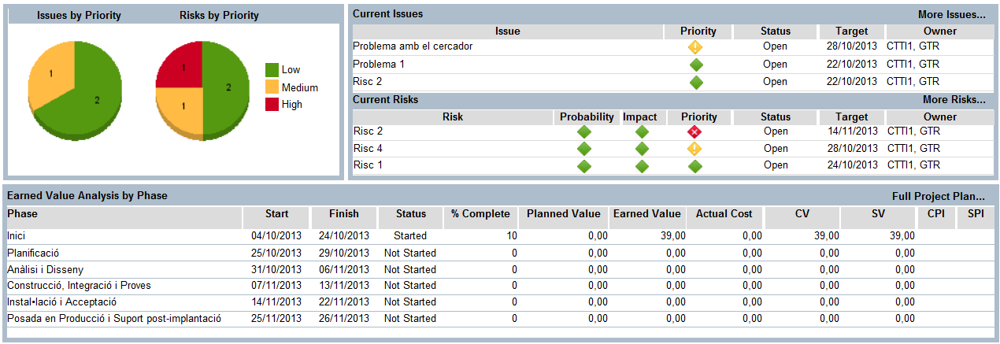 Issues by Priority Risks by Priority
1
2
1
2
1
Low
Medium
High
Current Issues More Issues...
Issue Priority Status Target Owner
Problema amb el cercador Open 28/10/2013 CTTI1, GTR
Problema 1 Open 22/10/2013 CTTI1, GTR
Risc 2 Open 22/10/2013 CTTI1, GTR
Current Risks More Risks...
Risk Probability Impact Priority Status Target Owner
Risc 2 Open 14/11/2013 CTTI1, GTR
Risc 4 Open 28/10/2013 CTTI1, GTR
Risc 1 Open 24/10/2013 CTTI1, GTR
Earned Value Analysis by Phase Full Project Plan...
Phase Start Finish Status % Complete Planned Value Earned Value Actual Cost CV SV CPI SPI
Inici 04/10/2013 24/10/2013 Started 10 0,00 39,00 0,00 39,00 39,00
Planificació 25/10/2013 29/10/2013 Not Started 0 0,00 0,00 0,00 0,00 0,00
Anàlisi i Disseny 31/10/2013 06/11/2013 Not Started 0 0,00 0,00 0,00 0,00 0,00
Construcció, Integració i Proves 07/11/2013 13/11/2013 Not Started 0 0,00 0,00 0,00 0,00 0,00
Instal•lació i Acceptació 14/11/2013 22/11/2013 Not Started 0 0,00 0,00 0,00 0,00 0,00
Posada en Producció i Suport post-implantació 25/11/2013 26/11/2013 Not Started 0 0,00 0,00 0,00 0,00 0,00